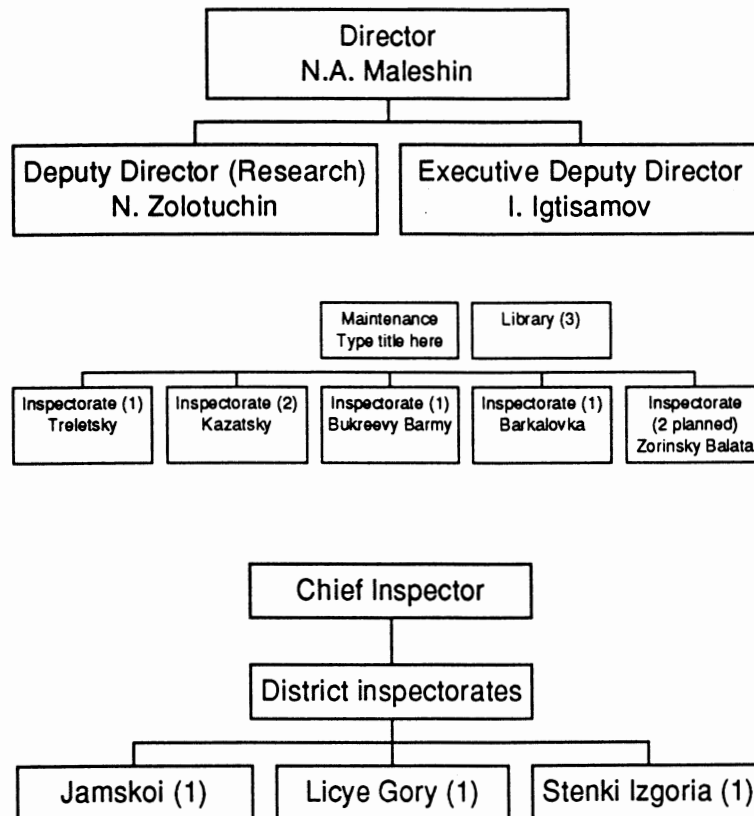 Director
N.A. Maleshin
Deputy Director (Research)
N. Zolotuchin
Executive Deputy Director
I. Igtisamov
Maintenance
Type title here
Library (3)
Inspectorate (1)
Treletsky
Inspectorate (2)
Kazatsky
Inspectorate (1)
Bukreevy Barmy
Inspectorate (1)
Barkalovka
Inspectorate
(2 planned)
Zorinsky Balata
Chief Inspector
District inspectorates
Jamskoi (1)
Licye Gory (1)
Stenki Izgoria (1)